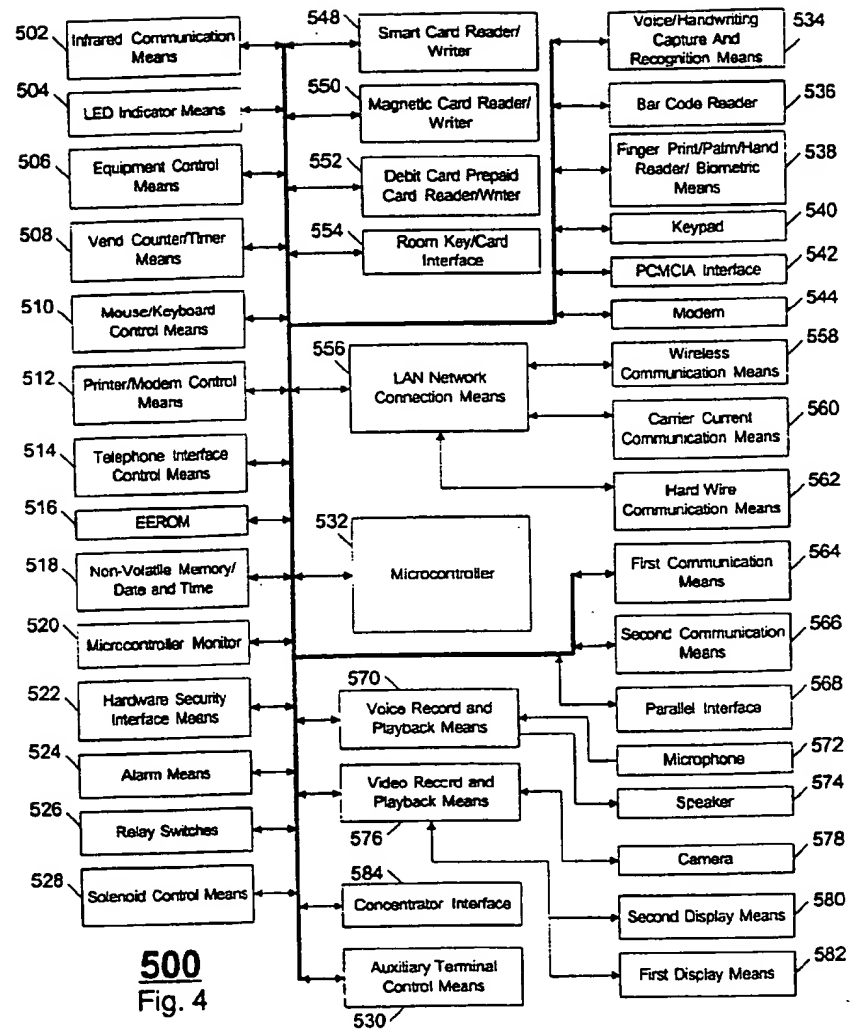 502
Infrared Communication
Means
504
LED Indicator Means
506
Equipment Control
Means
508
Vend Counter/Timer
Means
510
Mouse/Keyboard
Control Means
512
Printer/Modem Control
Means
514
Telephone Interface
Control Means
516
EEROM
518
Non-Volatile Memory/
Date and Time
520
Microcontroller Monitor
522
Hardware Security
Interface Means
524
Alarm Means
526
Relay Switches
528
Solenoid Control Means
548
Smart Card Reader/
Writer
550
Magnetic Card Reader/
Writer
552
Debit Card Prepaid
Card Reader/Writer
554
Room Key/Card
Interface
556
LAN Network
Connection Means
532
Microcontroller
570
Voice Record and
Playback Means
Video Record and
Playback Means
576
584
Concentrator Interface
Auxiliary Terminal
Control Means
530
Voice/Handwriting
Capture And
Recognition Means
534
Bar Code Reader
536
Finger Print/Palm/Hand
Reader/ Biometric
Means
538
Keypad
540
PCMCIA Interface
542
Modem
544
Wireless
Communication Means
558
Carrier Current
Communication Means
560
Hard Wire
Communication Means
562
First Communication
Means
564
Second Communication
Means
566
Parallel Interface
568
Microphone
572
Speaker
574
Camera
578
Second Display Means
580
First Display Means
582
500
Fig. 4